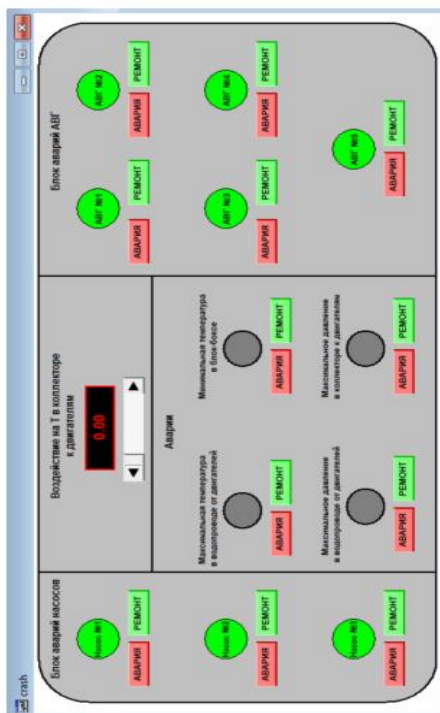 crash
Блок аварий насосов
Насос №1
АВАРИЯ РЕМОНТ
Насос №2
АВАРИЯ РЕМОНТ
Насос №3
АВАРИЯ РЕМОНТ
Воздействие на Т в коллекторе
к двигателям
0.00
Аварии
Максимальная температура
в водопроводе от двигателей
АВАРИЯ РЕМОНТ
Минимальная температура
в блок-боксе
АВАРИЯ РЕМОНТ
Максимальное давление
в водопроводе от двигателей
АВАРИЯ РЕМОНТ
Максимальное давление
в коллекторе к двигателям
АВАРИЯ РЕМОНТ
Блок аварий АВГ
АВГ №1
АВАРИЯ РЕМОНТ
АВГ №2
АВАРИЯ РЕМОНТ
АВГ №3
АВАРИЯ РЕМОНТ
АВГ №4
АВАРИЯ РЕМОНТ
АВГ №5
АВАРИЯ РЕМОНТ